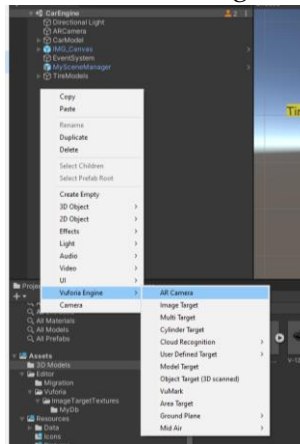 CarEngine
2
Directional Light
ARCamera
CarModel
IMG_Canvas
EventSystem
MySceneManager
TireModels
Copy
Paste
Rename
Duplicate
Delete
Select Children
Select Prefab Root
Create Empty
3D Object
2D Object
Effects
Light
Audio
Video
UI
Vuforia Engine
Camera
AR Camera
Image Target
Multi Target
Cylinder Target
Cloud Recognition
User Defined Target
Model Target
Object Target (3D scanned)
VuMark
Area Target
Ground Plane
Mid Air
Tir
Proje
All Materials
All Models
All Prefabs
Assets
3D Models
Editor
Migration
Vuforia
ImageTargetTextures
MyDb
Resources
Data
Icons
V-12